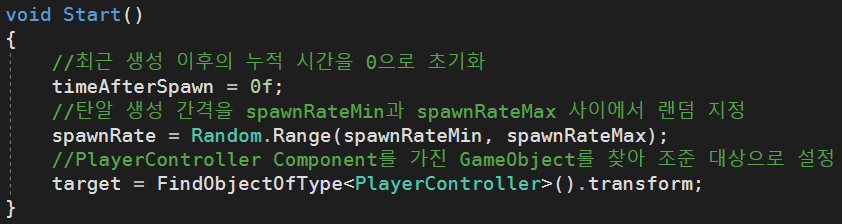 void Start()
{
//최근 생성 이후의 누적 시간을 0으로 초기화
timeAfterSpawn = 0f;
//탄알 생성 간격을 spawnRateMin과 spawnRateMax 사이에서 랜덤 지정
spawnRate = Random.Range(spawnRateMin, spawnRateMax);
//PlayerController Component를 가진 GameObject를 찾아 조준 대상으로 설정
target = FindObjectOfType<PlayerController>().transform;
}